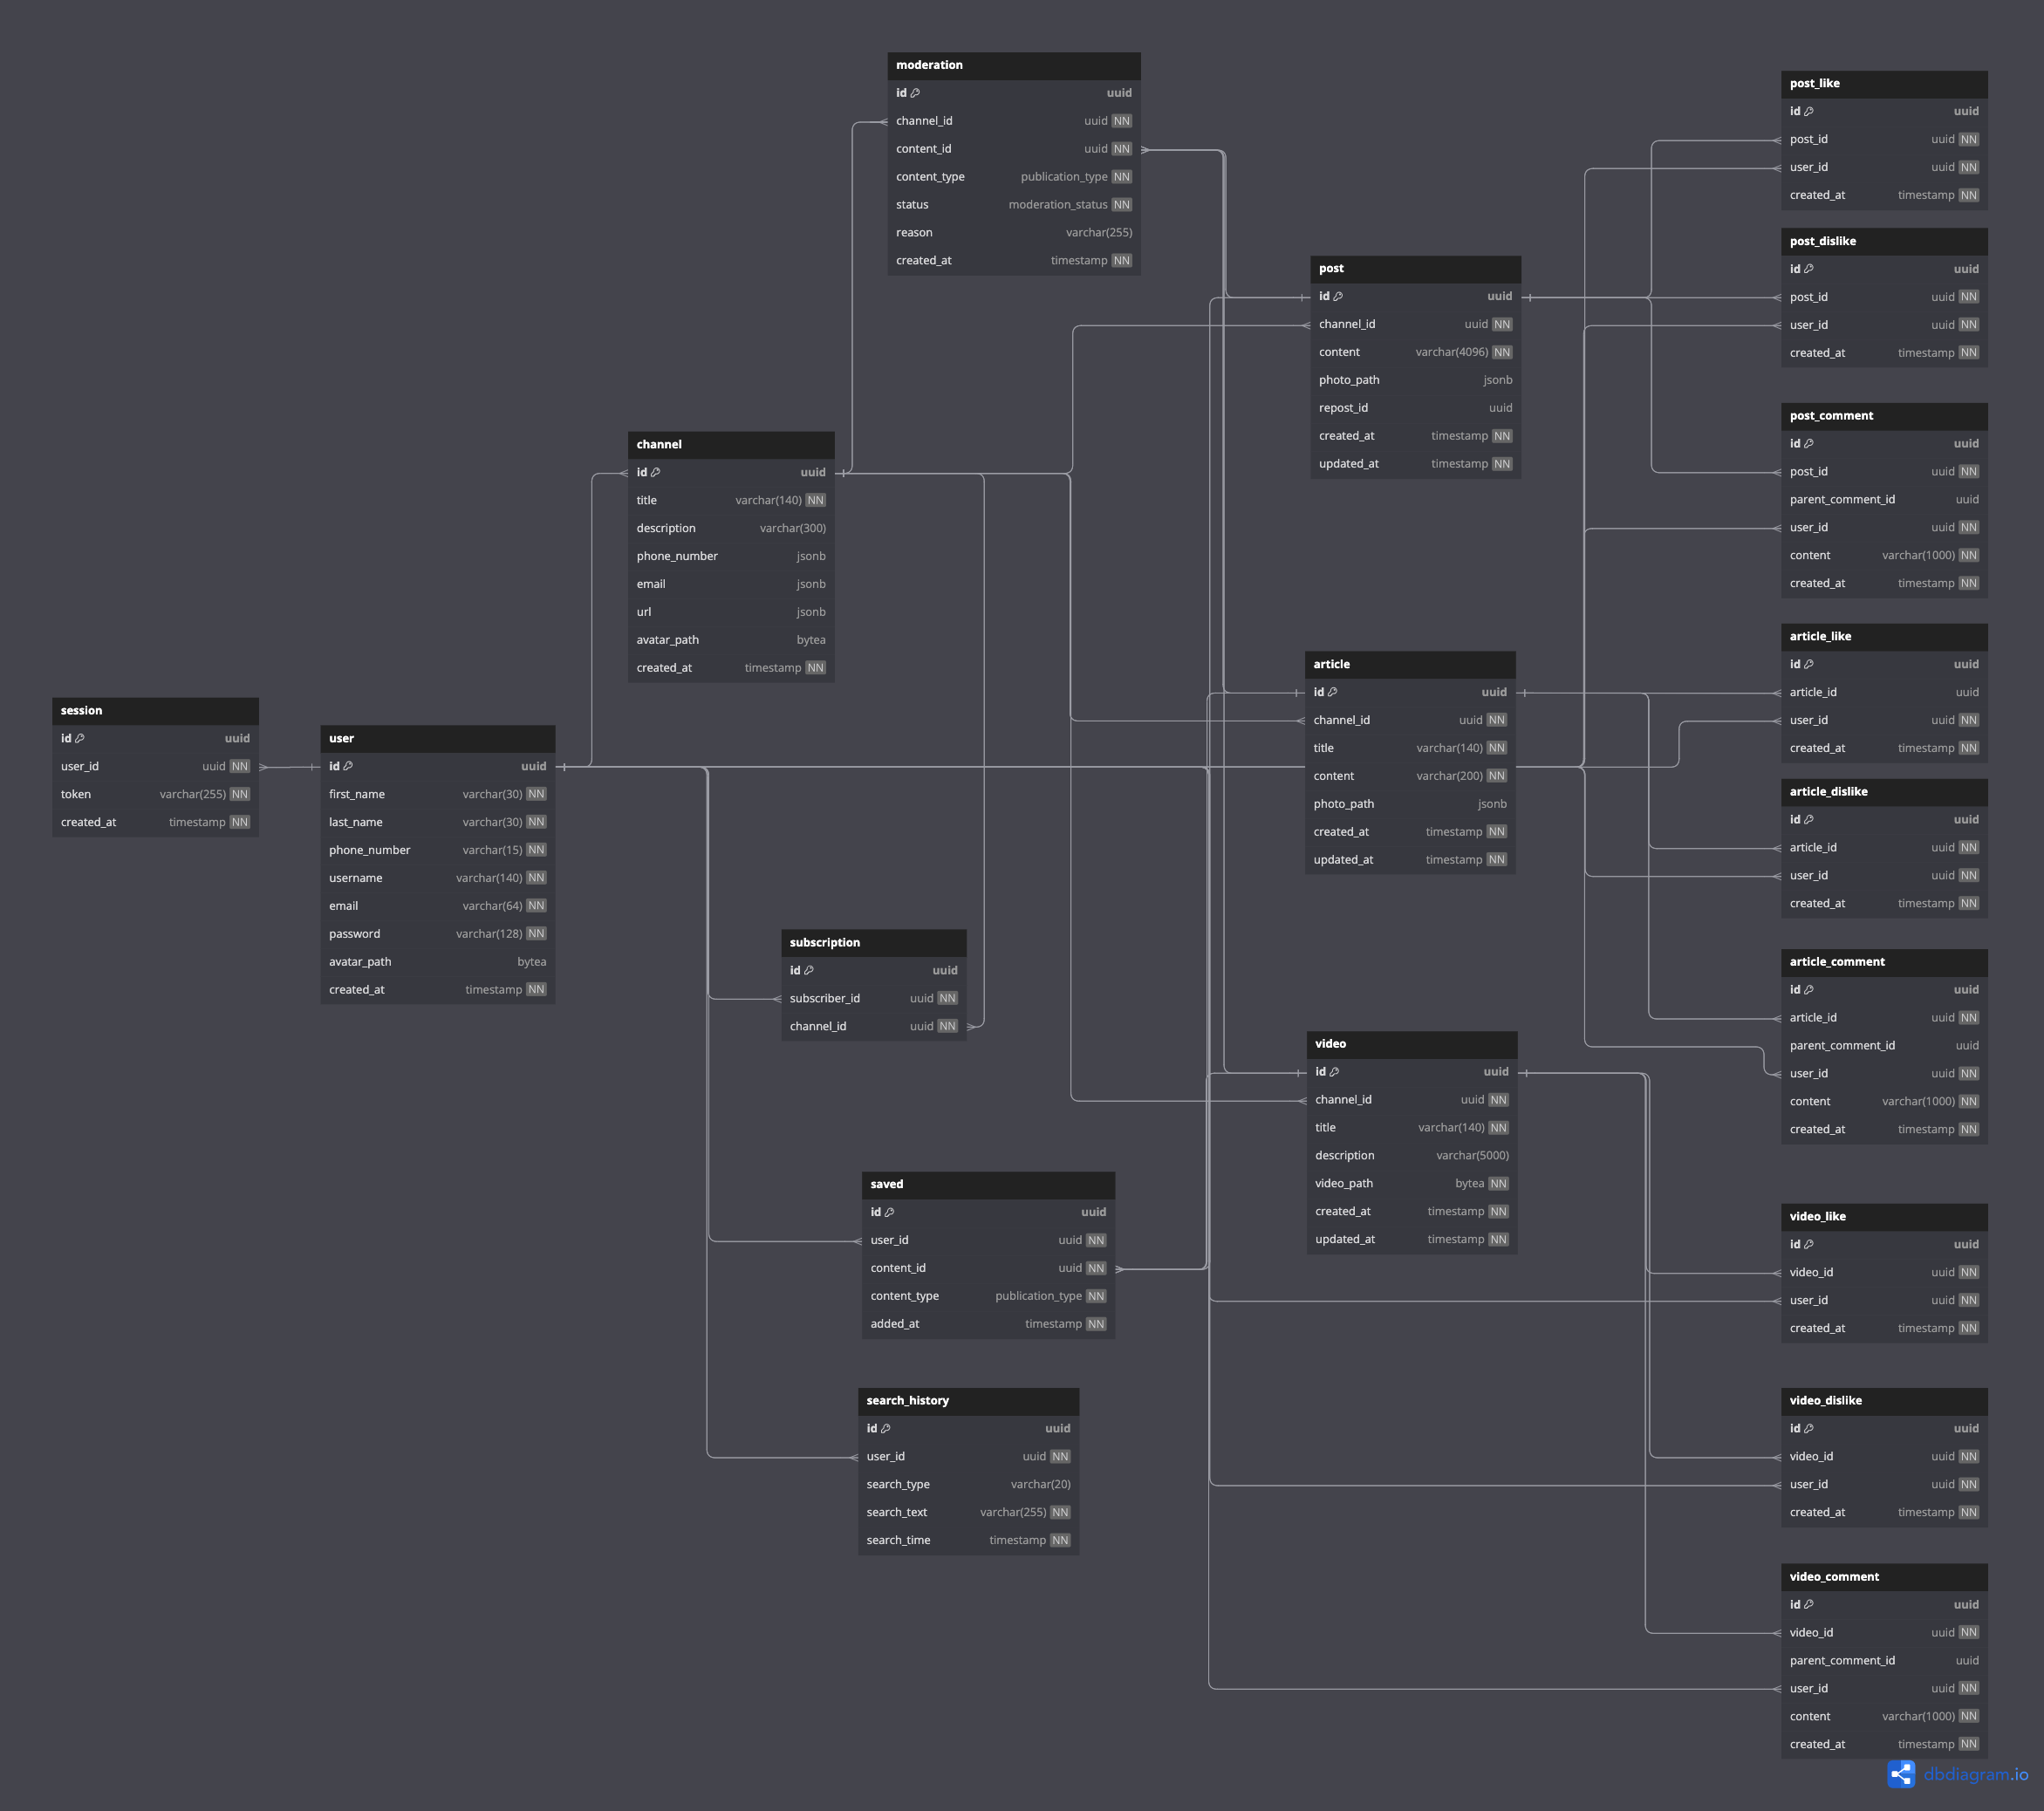 moderation
id uuid
channel_id uuid NN
content_id uuid NN
content_type publication_type NN
status moderation_status NN
reason varchar(255)
created_at timestamp NN
post_like
id uuid
post_id uuid NN
user_id uuid NN
created_at timestamp NN
post_dislike
id uuid
post_id uuid NN
user_id uuid NN
created_at timestamp NN
post
id uuid
channel_id uuid NN
content varchar(4096) NN
photo_path jsonb
repost_id uuid
created_at timestamp NN
updated_at timestamp NN
post_comment
id uuid
post_id uuid NN
parent_comment_id uuid
user_id uuid NN
content varchar(1000) NN
created_at timestamp NN
channel
id uuid
title varchar(140) NN
description varchar(300)
phone_number jsonb
email jsonb
url jsonb
avatar_path bytea
created_at timestamp NN
article_like
id uuid
article_id uuid
user_id uuid NN
created_at timestamp NN
article
id uuid
channel_id uuid NN
title varchar(140) NN
content varchar(200) NN
photo_path jsonb
created_at timestamp NN
updated_at timestamp NN
session
id uuid
user_id uuid NN
token varchar(255) NN
created_at timestamp NN
user
id uuid
first_name varchar(30) NN
last_name varchar(30) NN
phone_number varchar(15) NN
username varchar(140) NN
email varchar(64) NN
password varchar(128) NN
avatar_path bytea
created_at timestamp NN
article_dislike
id uuid
article_id uuid NN
user_id uuid NN
created_at timestamp NN
subscription
id uuid
subscriber_id uuid NN
channel_id uuid NN
article_comment
id uuid
article_id uuid NN
parent_comment_id uuid
user_id uuid NN
content varchar(1000) NN
created_at timestamp NN
video
id uuid
channel_id uuid NN
title varchar(140) NN
description varchar(5000)
video_path bytea NN
created_at timestamp NN
updated_at timestamp NN
saved
id uuid
user_id uuid NN
content_id uuid NN
content_type publication_type NN
added_at timestamp NN
video_like
id uuid
video_id uuid NN
user_id uuid NN
created_at timestamp NN
search_history
id uuid
user_id uuid NN
search_type varchar(20)
search_text varchar(255) NN
search_time timestamp NN
video_dislike
id uuid
video_id uuid NN
user_id uuid NN
created_at timestamp NN
video_comment
id uuid
video_id uuid NN
parent_comment_id uuid
user_id uuid NN
content varchar(1000) NN
created_at timestamp NN
dbdiagram.io